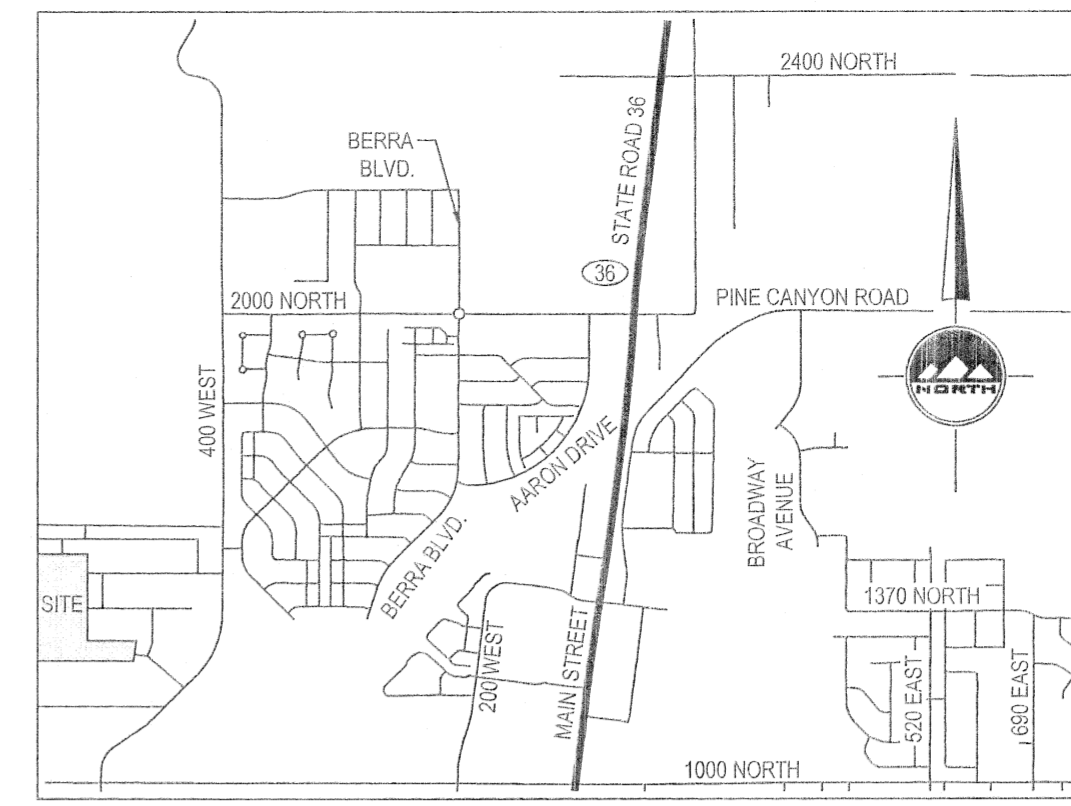 2400 NORTH
BERRA
BLVD.
STATE ROAD 36
36
2000 NORTH
PINE CANYON ROAD
NORTH
400 WEST
AARON DRIVE
BROADWAY
AVENUE
BERRA BLVD.
SITE
1370 NORTH
200 WEST
MAIN STREET
520 EAST
690 EAST
1000 NORTH